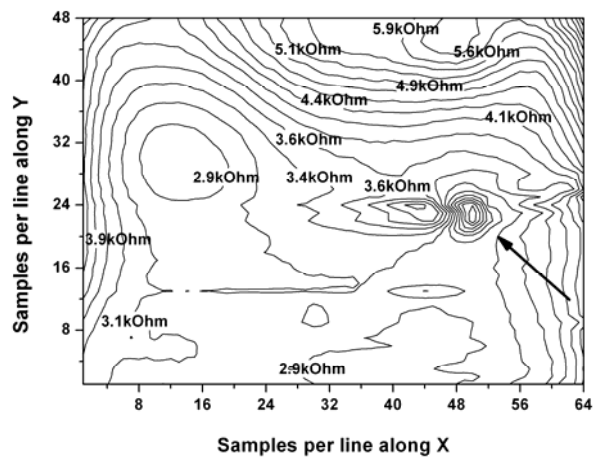 48
5.9kOhm
5.1kOhm
5.6kOhm
40
4.9kOhm
4.4kOhm
4.1kOhm
32
3.6kOhm
2.9kOhm
3.4kOhm
3.6kOhm
24
3.9kOhm
16
3.1kOhm
8
2.9kOhm
8 16 24 32 40 48 56 64
Samples per line along Y
Samples per line along X